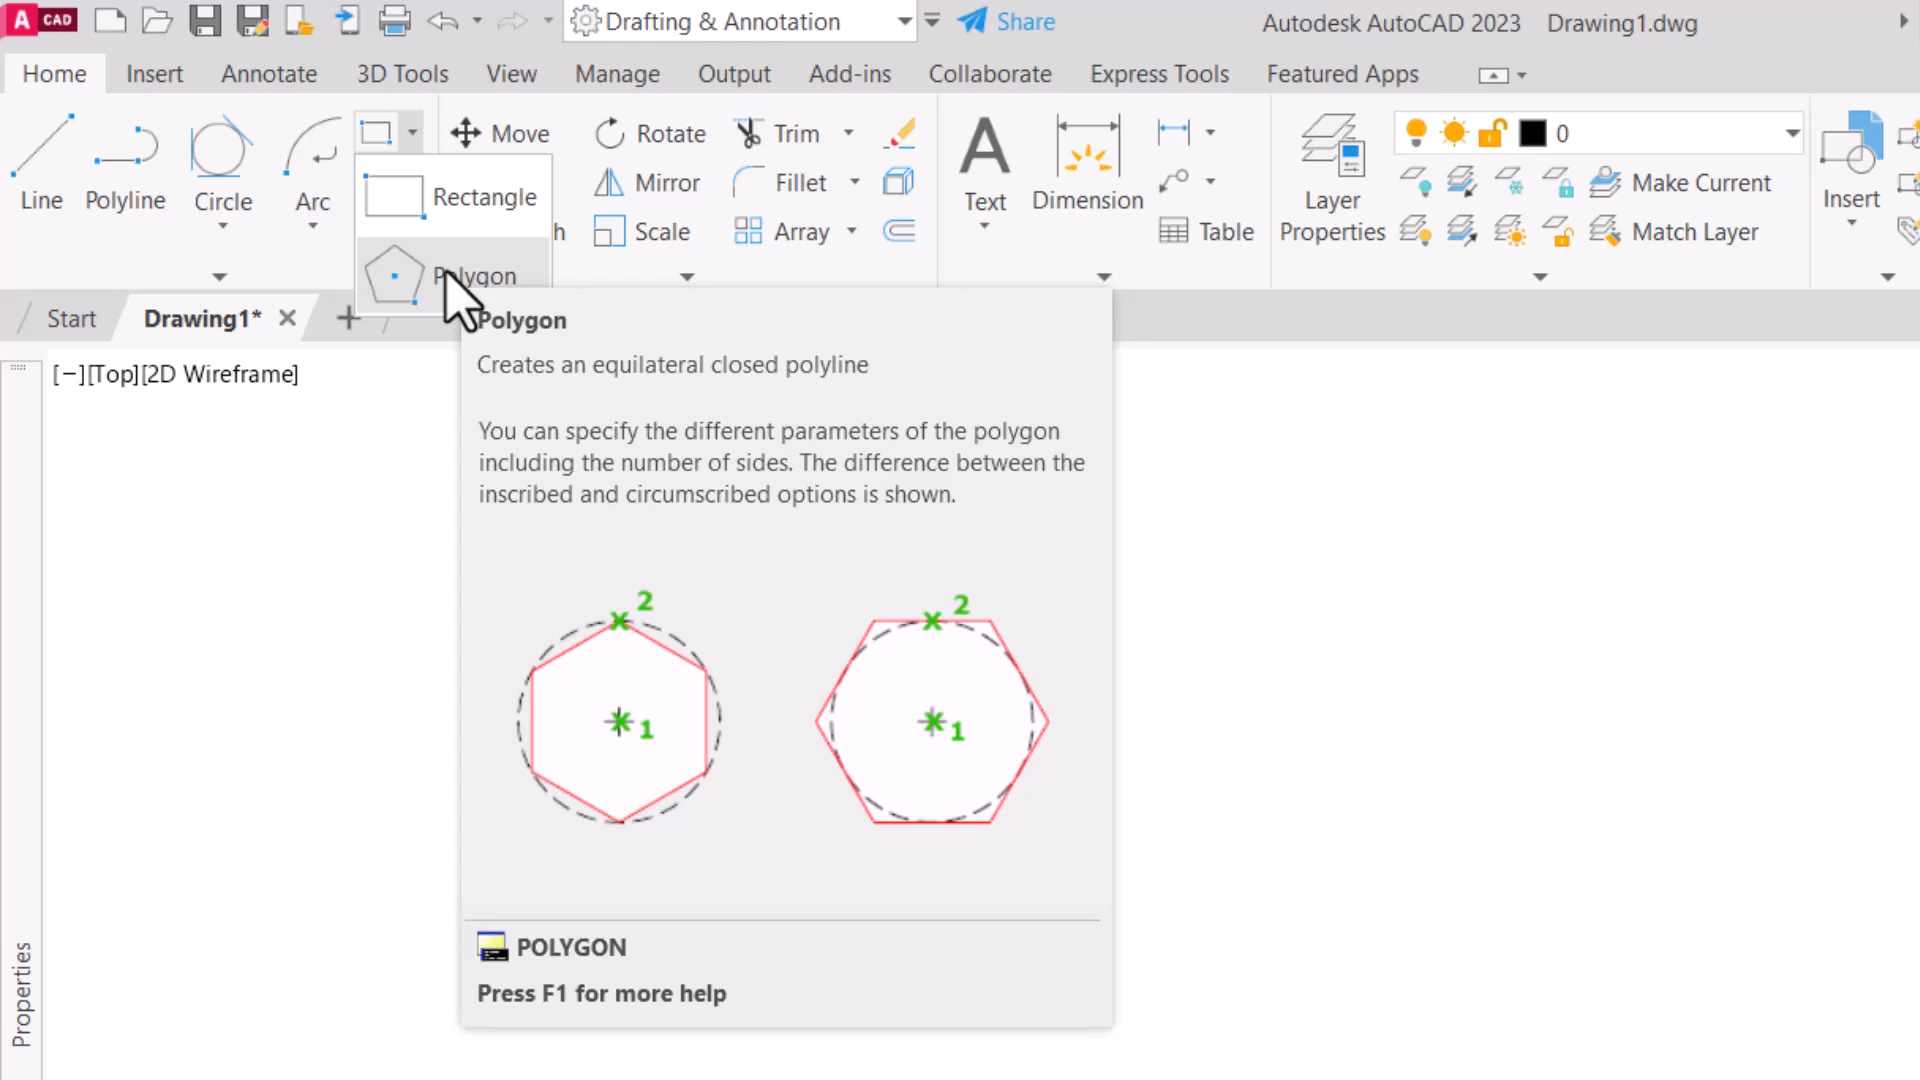 A CAD
Drafting & Annotation
Share
Autodesk AutoCAD 2023 Drawing1.dwg
Home Insert Annotate 3D Tools View Manage Output Add-ins Collaborate Express Tools Featured Apps
Line
Polyline
Circle
Arc
Rectangle
Polygon
Move
Rotate
Trim
Mirror
Fillet
h
Scale
Array
Text
Dimension
Table
Layer
Properties
0
Make Current
Match Layer
Insert
Start
Drawing1*
[−][Top][2D Wireframe]
Polygon
Creates an equilateral closed polyline
You can specify the different parameters of the polygon
including the number of sides. The difference between the
inscribed and circumscribed options is shown.
2
1
2
1
POLYGON
Press F1 for more help
Properties